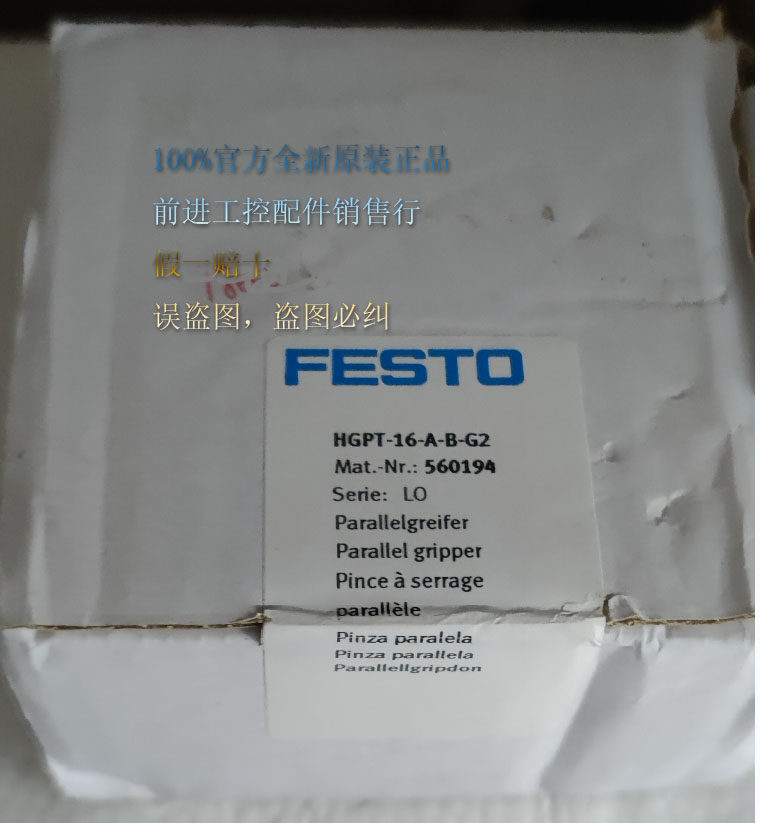 100%官方全新原装正品
前进工控配件销售行
假一赔十
误盗图，盗图必纠
FESTO
HGPT-16-A-B-G2
Mat.-Nr.: 560194
Serie: LO
Parallelgreifer
Parallel gripper
Pince à serrage
parallèle
Pinza paralela
Pinza parallela
Parallellgripdon